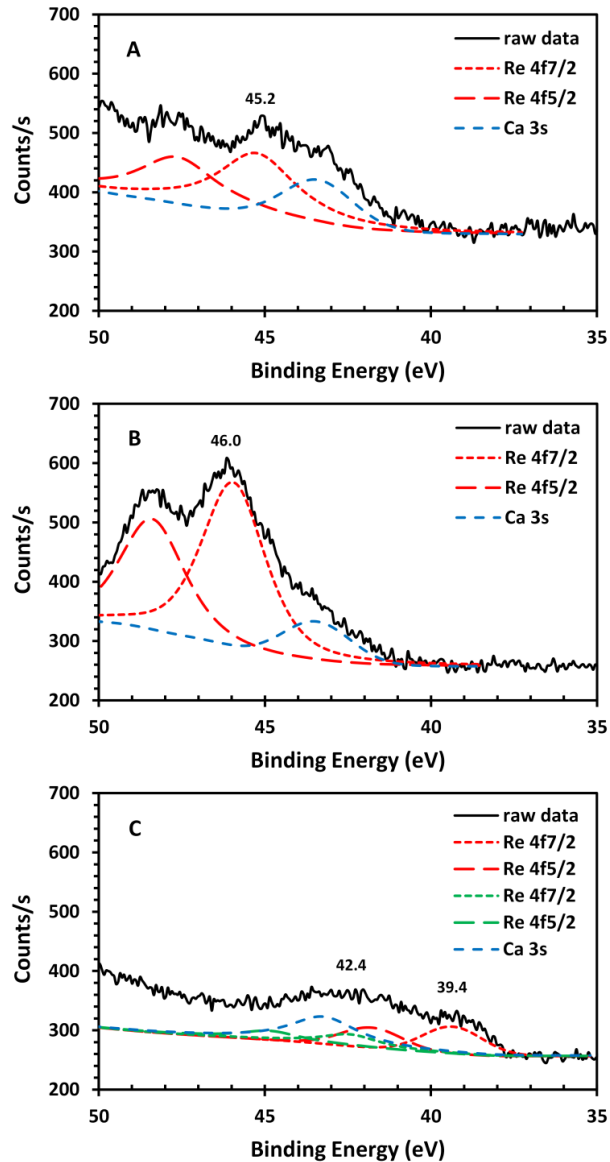 A
45.2
raw data
Re 4f7/2
Re 4f5/2
Ca 3s
700
600
500
400
300
200
Counts/s
50 45 40 35
Binding Energy (eV)
B
46.0
raw data
Re 4f7/2
Re 4f5/2
Ca 3s
700
600
500
400
300
200
Counts/s
50 45 40 35
Binding Energy (eV)
C
42.4
39.4
raw data
Re 4f7/2
Re 4f5/2
Re 4f7/2
Re 4f5/2
Ca 3s
700
600
500
400
300
200
Counts/s
50 45 40 35
Binding Energy (eV)